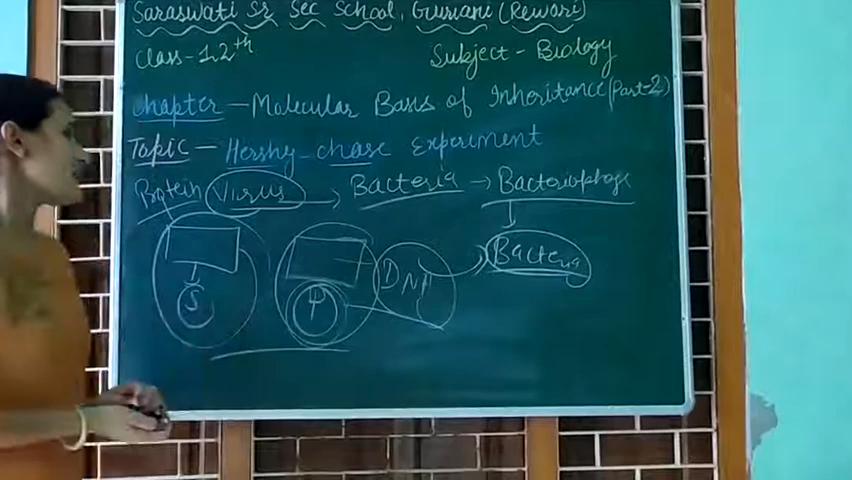 Saraswati Sr Sec School, Guriani (Rewari)
Class-12th Subject - Biology
Chapter - Molecular Basis of Inheritance (Part-2)
Topic - Hershy-chase Experiment
Protein Virus → Bacteria → Bacteriophage
DNA Bacteria
S P